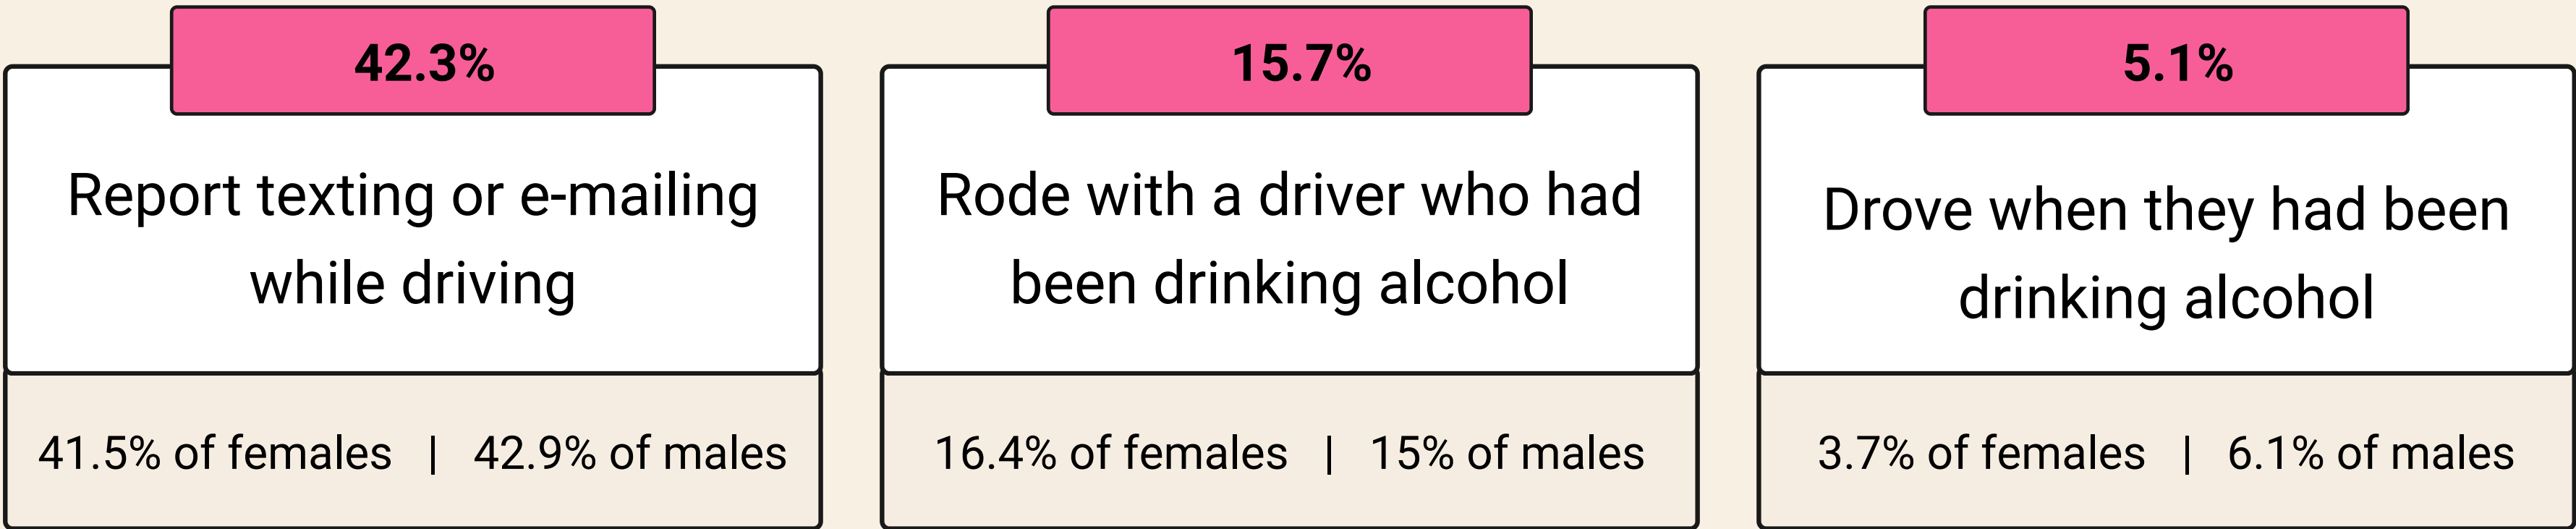 42.3%
Report texting or e-mailing
while driving
41.5% of females | 42.9% of males
15.7%
Rode with a driver who had
been drinking alcohol
16.4% of females | 15% of males
5.1%
Drove when they had been
drinking alcohol
3.7% of females | 6.1% of males